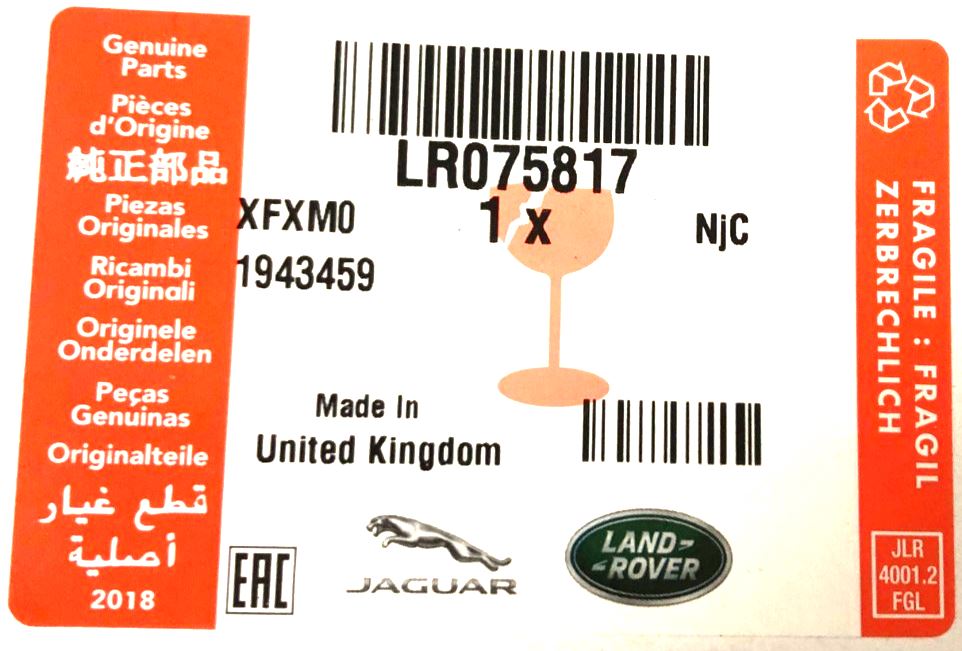 Genuine
Parts
Pièces
d'Origine
純正部品
Piezas
Originales
Ricambi
Originali
Originele
Onderdelen
Peças
Genuinas
Originalteile
قطع غيار
أصلية
2018
LR075817
XFXM0
1 x
NjC
1943459
Made In
United Kingdom
EAC
JAGUAR
LAND-
-ROVER
FRAGILE : FRAGIL
ZERBRECHLICH
JLR
4001.2
FGL